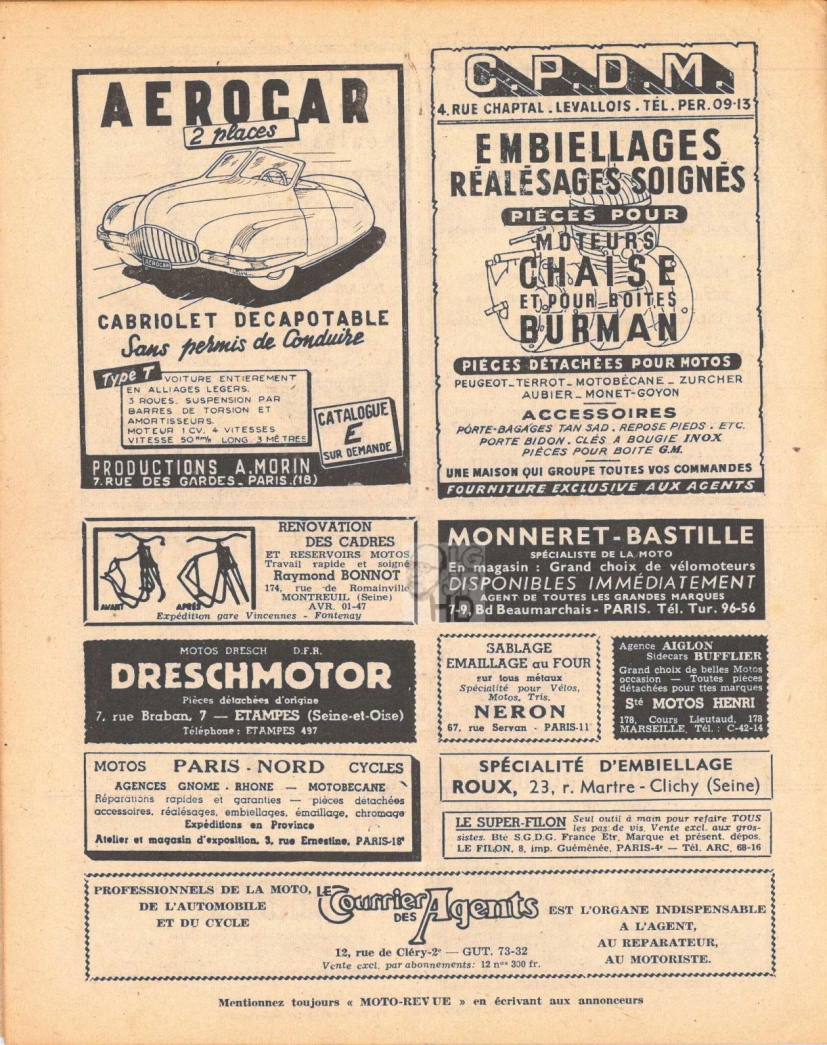 AEROCAR
2 places
AEROCAR
CABRIOLET DECAPOTABLE
Sans permis de Conduire
Type T
VOITURE ENTIEREMENT
EN ALLIAGES LEGERS.
3 ROUES. SUSPENSION PAR
BARRES DE TORSION ET
AMORTISSEURS.
MOTEUR 1 CV. 4 VITESSES
VITESSE 50 Km/h LONG. 3 MÈTRES
CATALOGUE
E
SUR DEMANDE
PRODUCTIONS A. MORIN
7. RUE DES GARDES. PARIS. (18)
C.P.D.M.
4. RUE CHAPTAL. LEVALLOIS. TÉL. PER. 09-13
EMBIELLAGES
RÉALÉSAGES SOIGNÉS
PIÈCES POUR
MOTEURS
CHAISE
ET POUR BOITES
BURMAN
PIÈCES DÉTACHÉES POUR MOTOS
PEUGEOT_TERROT_MOTOBÉCANE_ZURCHER
AUBIER_MONET-GOYON
ACCESSOIRES
PORTE-BAGAGES TAN SAD. REPOSE PIEDS. ETC.
PORTE BIDON. CLÉS A BOUGIE INOX
PIÈCES POUR BOITE G.M.
UNE MAISON QUI GROUPE TOUTES VOS COMMANDES
FOURNITURE EXCLUSIVE AUX AGENTS
AVANT APRÈS
RENOVATION
DES CADRES
ET RESERVOIRS MOTOS
Travail rapide et soigné
Raymond BONNOT
174, rue de Romainville
MONTREUIL (Seine)
AVR. 01-47
Expédition gare Vincennes - Fontenay
MONNERET-BASTILLE
SPÉCIALISTE DE LA MOTO
En magasin : Grand choix de vélomoteurs
DISPONIBLES IMMÉDIATEMENT
AGENT DE TOUTES LES GRANDES MARQUES
7-9, Bd Beaumarchais - PARIS. Tél. Tur. 96-56
HD
MOTOS DRESCH D.F.R.
DRESCHMOTOR
Pièces détachées d'origine
7, rue Braban, 7 — ETAMPES (Seine-et-Oise)
Téléphone : ETAMPES 497
SABLAGE
EMAILLAGE au FOUR
sur tous métaux
Spécialité pour Vélos,
Motos, Tris.
NERON
67, rue Servan - PARIS-11e
Agence AIGLON
Sidecars BUFFLIER
Grand choix de belles Motos
occasion — Toutes pièces
détachées pour ttes marques
Sté MOTOS HENRI
178, Cours Lieutaud, 178
MARSEILLE, Tél. : C-42-14
MOTOS PARIS - NORD CYCLES
AGENCES GNOME - RHONE — MOTOBECANE
Réparations rapides et garanties — pièces détachées
accessoires, réalésages, embiellages, émaillage, chromage
Expéditions en Province
Atelier et magasin d'exposition, 3, rue Ernestine, PARIS-18e
SPÉCIALITÉ D'EMBIELLAGE
ROUX, 23, r. Martre - Clichy (Seine)
LE SUPER-FILON Seul outil à main pour refaire TOUS
les pas de vis. Vente excl. aux gros-
sistes. Bté S.G.D.G. France Etr. Marque et présent. dépos.
LE FILON, 8, imp. Guéménée, PARIS-4e — Tél. ARC. 68-16
PROFESSIONNELS DE LA MOTO,
DE L'AUTOMOBILE
ET DU CYCLE
LE Courrier
DES Agents
12, rue de Cléry-2e — GUT. 73-32
Vente excl. par abonnements : 12 nos 300 fr.
EST L'ORGANE INDISPENSABLE
A L'AGENT,
AU REPARATEUR,
AU MOTORISTE.
Mentionnez toujours « MOTO-REVUE » en écrivant aux annonceurs